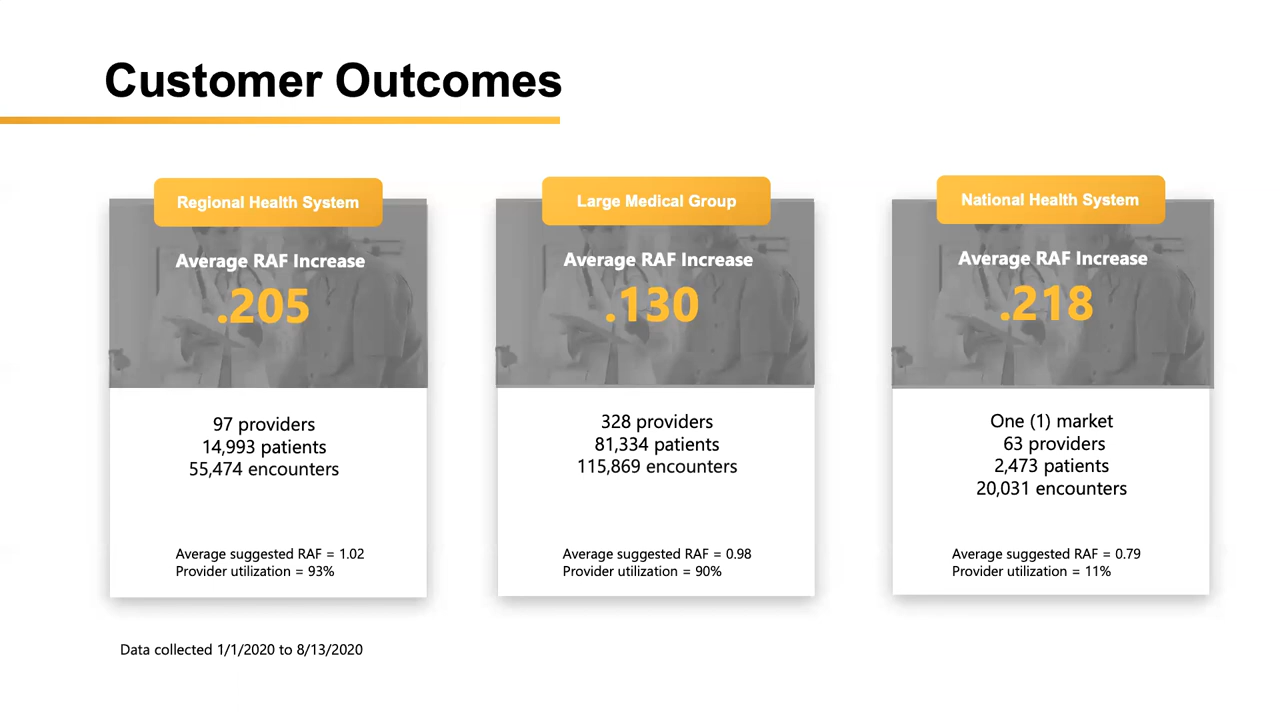 Customer Outcomes
Regional Health System
Average RAF Increase
.205
97 providers
14,993 patients
55,474 encounters
Average suggested RAF = 1.02
Provider utilization = 93%
Large Medical Group
Average RAF Increase
.130
328 providers
81,334 patients
115,869 encounters
Average suggested RAF = 0.98
Provider utilization = 90%
National Health System
Average RAF Increase
.218
One (1) market
63 providers
2,473 patients
20,031 encounters
Average suggested RAF = 0.79
Provider utilization = 11%
Data collected 1/1/2020 to 8/13/2020